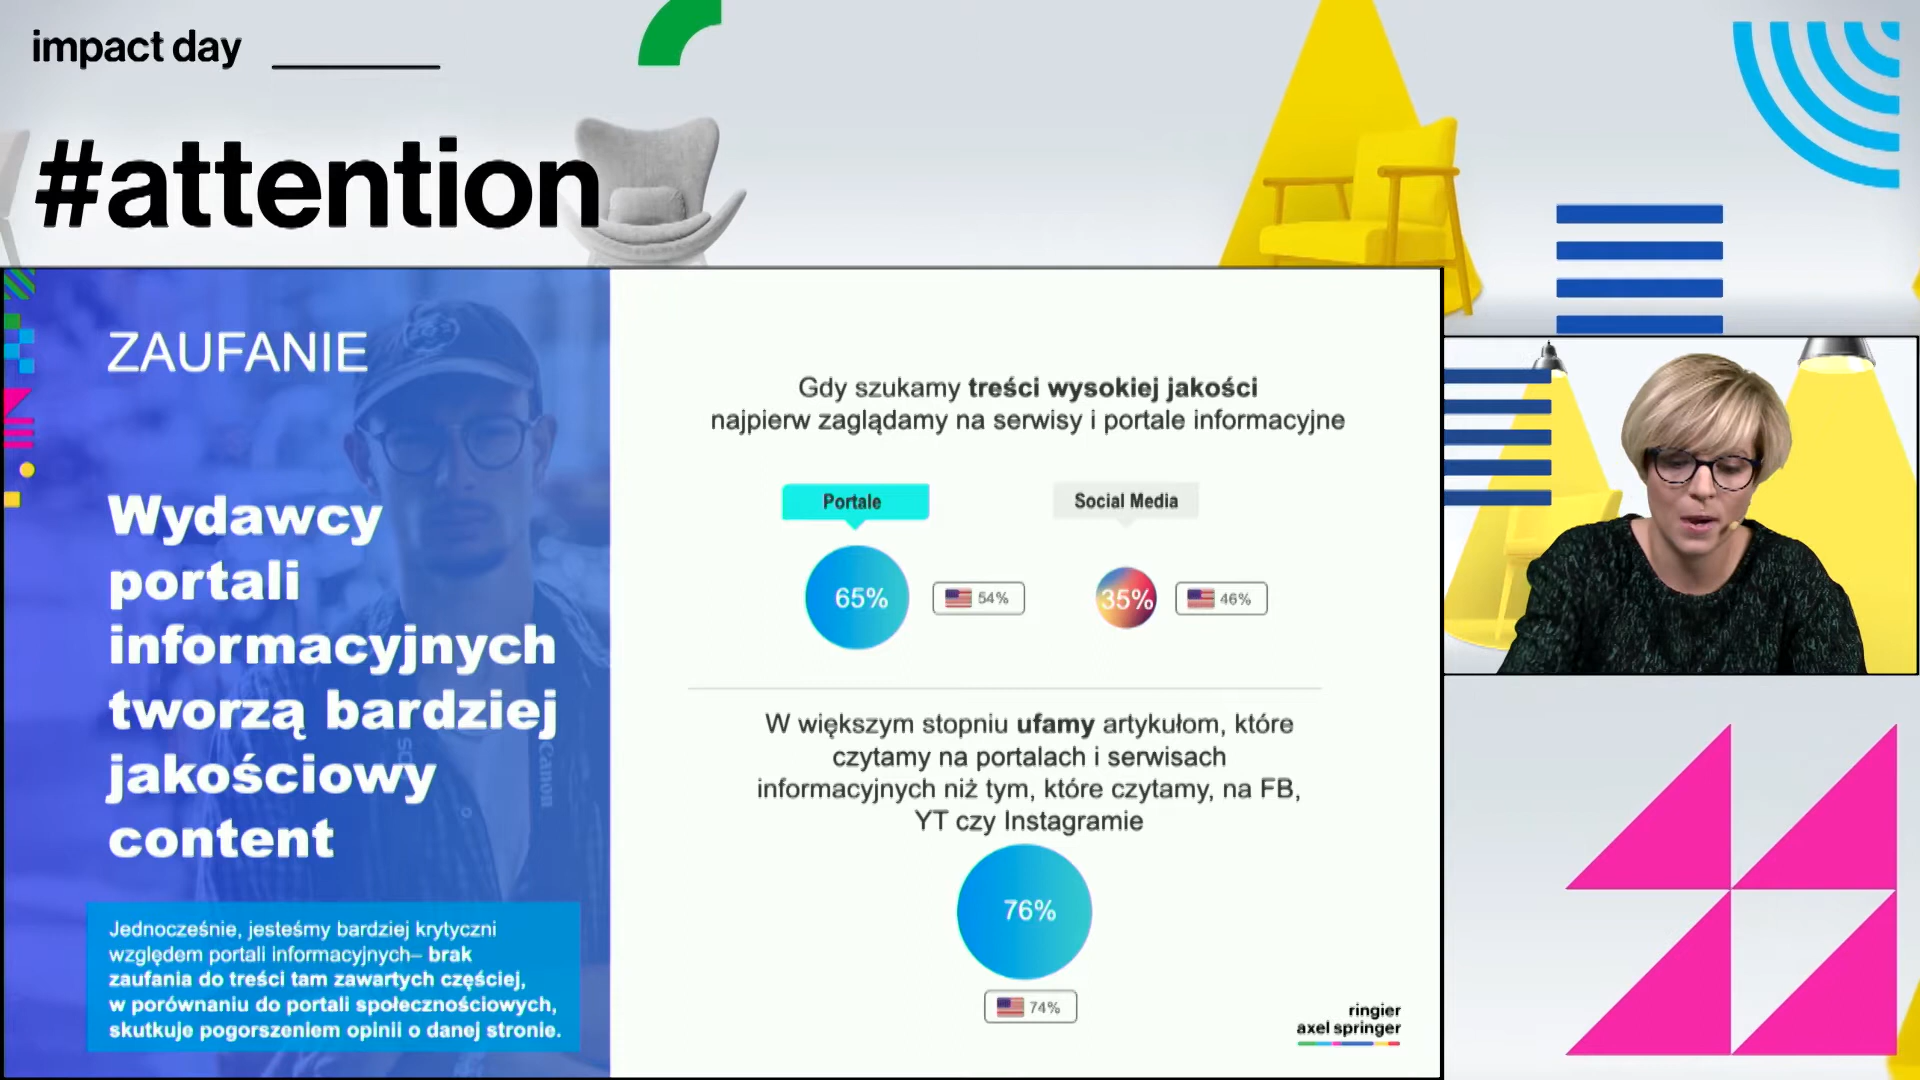 impact day
#attention
ZAUFANIE
Wydawcy
portali
informacyjnych
tworzą bardziej
jakościowy
content
Jednocześnie, jesteśmy bardziej krytyczni
względem portali informacyjnych– brak
zaufania do treści tam zawartych częściej,
w porównaniu do portali społecznościowych,
skutkuje pogorszeniem opinii o danej stronie.
Gdy szukamy treści wysokiej jakości
najpierw zaglądamy na serwisy i portale informacyjne
Portale
Social Media
65%
54%
35%
46%
W większym stopniu ufamy artykułom, które
czytamy na portalach i serwisach
informacyjnych niż tym, które czytamy, na FB,
YT czy Instagramie
76%
74%
ringier
axel springer
canon